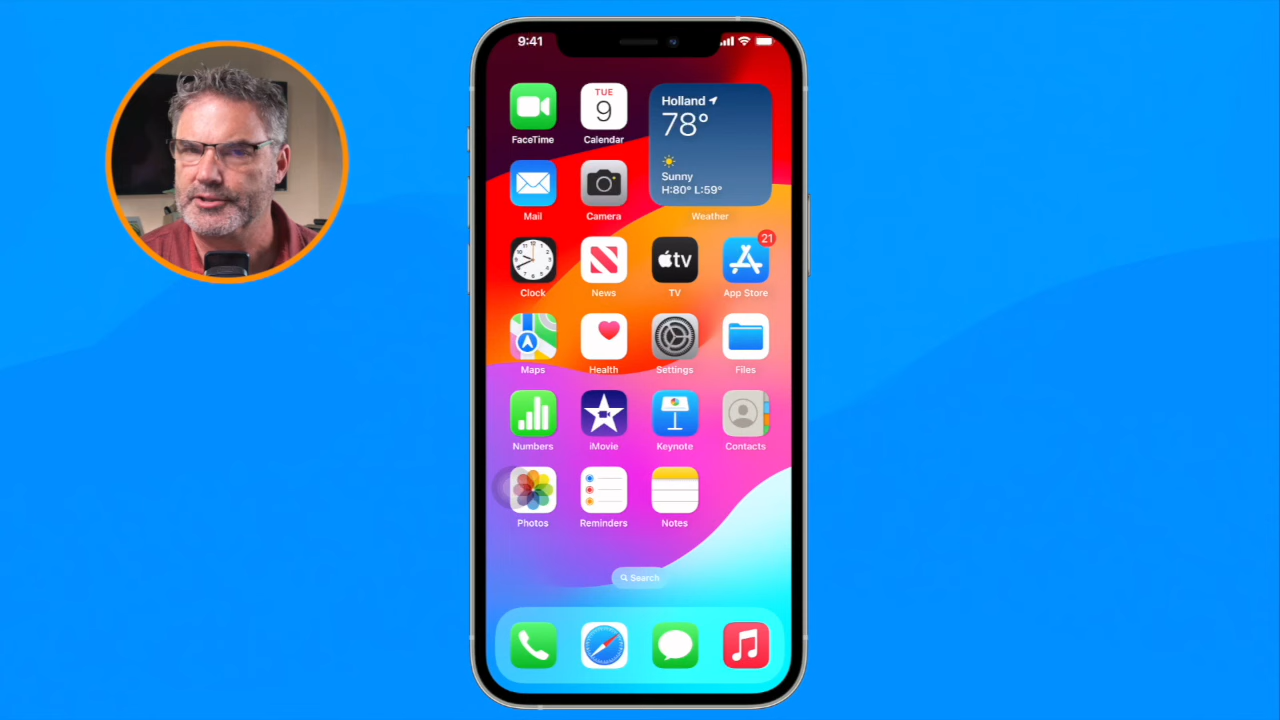 9:41
TUE
9
Holland
78°
Sunny
H:80° L:59°
FaceTime
Calendar
Mail
Camera
Weather
tv
21
Clock
News
TV
App Store
Maps
Health
Settings
Files
Numbers
iMovie
Keynote
Contacts
Photos
Reminders
Notes
Search